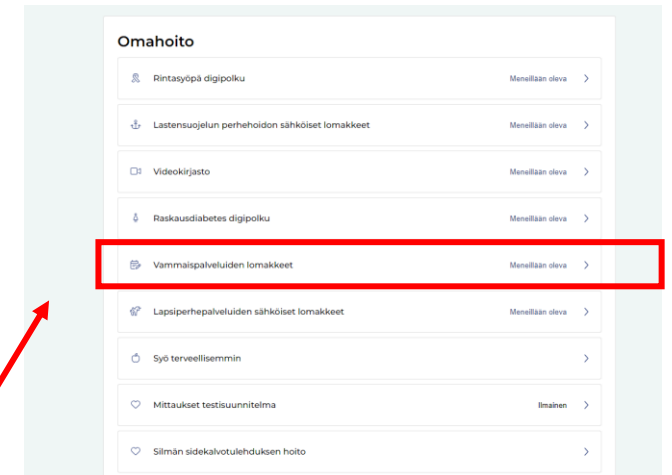 Omahoito
Rintasyöpä digipolku Meneillään oleva
Lastensuojelun perhehoidon sähköiset lomakkeet Meneillään oleva
Videokirjasto Meneillään oleva
Raskausdiabetes digipolku Meneillään oleva
Vammaispalveluiden lomakkeet Meneillään oleva
Lapsiperhepalveluiden sähköiset lomakkeet Meneillään oleva
Syö terveellisemmin
Mittaukset testisuunnitelma Ilmainen
Silmän sidekalvotulehduksen hoito